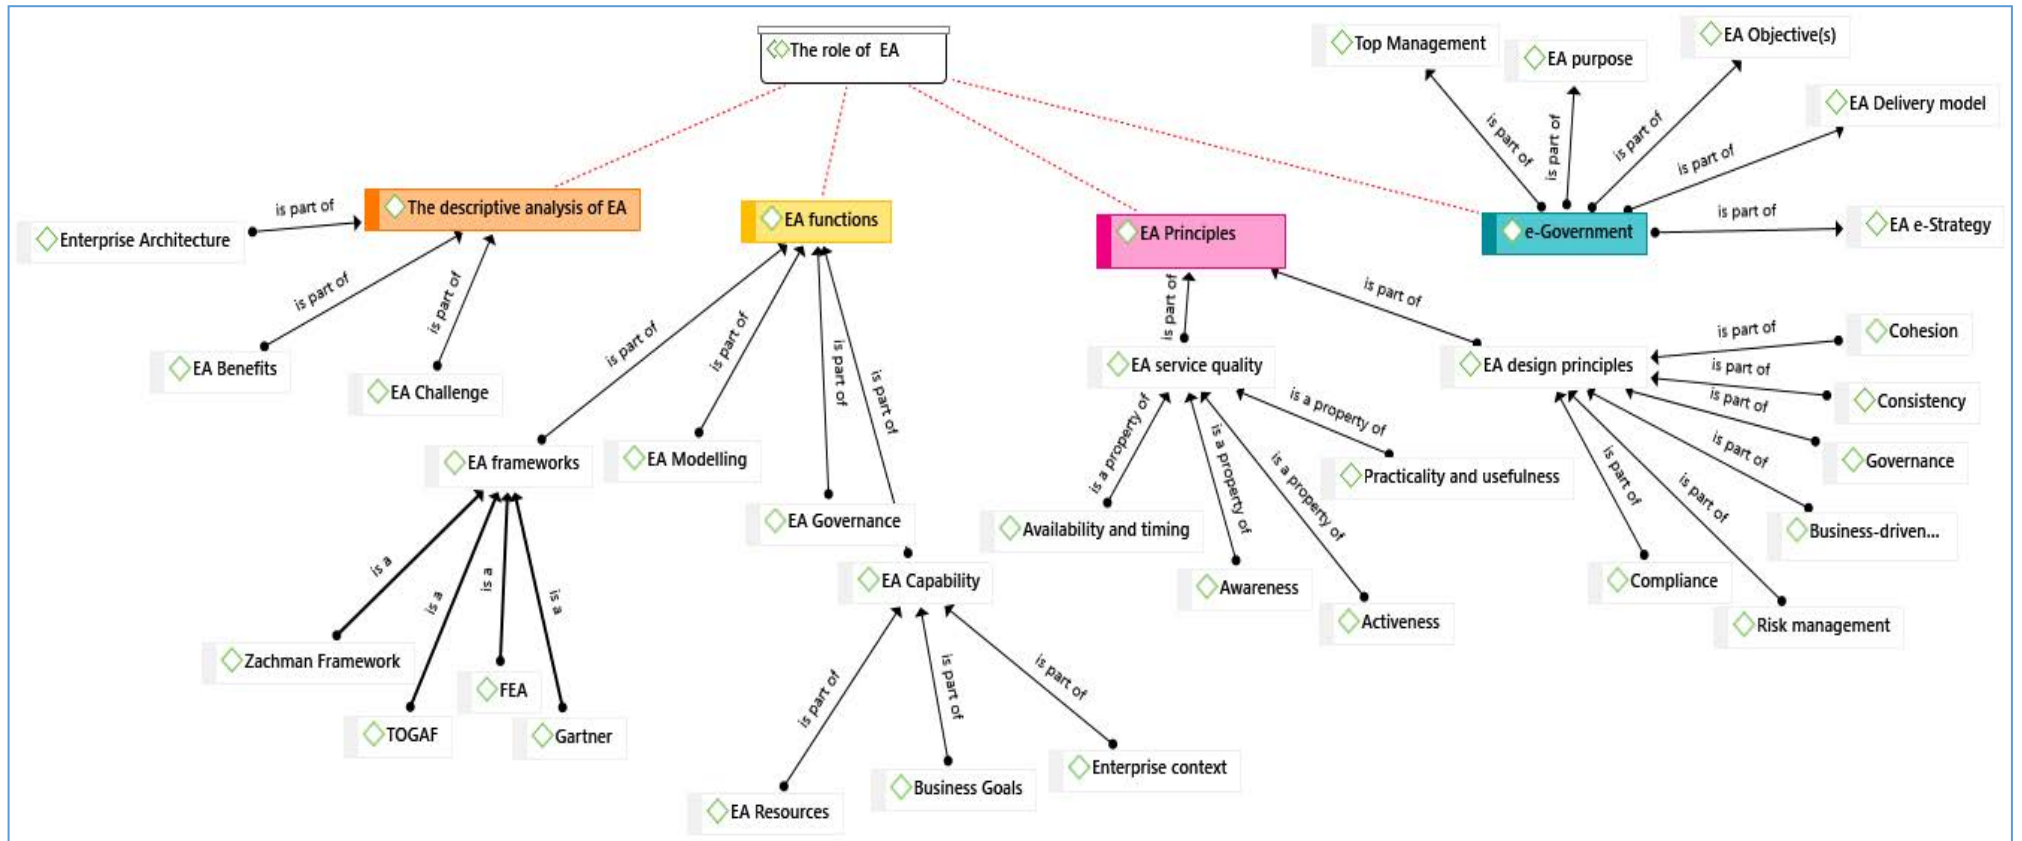 The role of EA
Top Management
EA purpose
EA Objective(s)
EA Delivery model
is part of
is part of
is part of
is part of
The descriptive analysis of EA
EA functions
EA Principles
e-Government
is part of
EA e-Strategy
Enterprise Architecture
is part of
is part of
EA Benefits
is part of
EA Challenge
is part of
is part of
is part of
is part of
EA frameworks
EA Modelling
EA Governance
EA Capability
is a
is a
is a
is a
Zachman Framework
TOGAF
FEA
Gartner
is part of
is part of
is part of
EA Resources
Business Goals
Enterprise context
is part of
is part of
EA service quality
EA design principles
is a property of
is a property of
is a property of
is a property of
Availability and timing
Awareness
Activeness
Practicality and usefulness
is part of
Cohesion
is part of
Consistency
is part of
Governance
is part of
Business-driven...
is part of
Compliance
is part of
Risk management